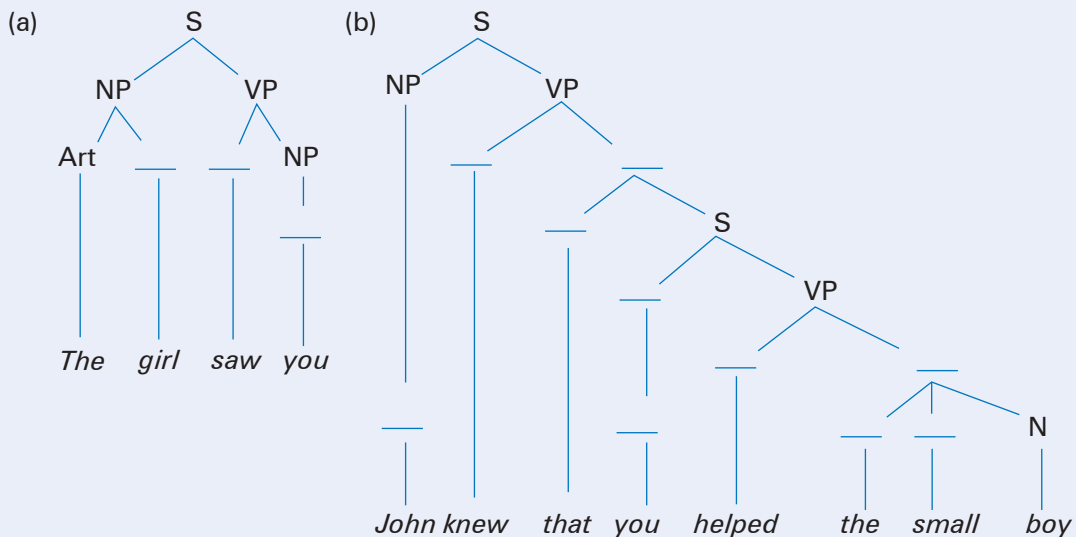 (a) S (b) S
NP VP NP VP
Art NP
S
VP
The girl saw you
N
John knew that you helped the small boy